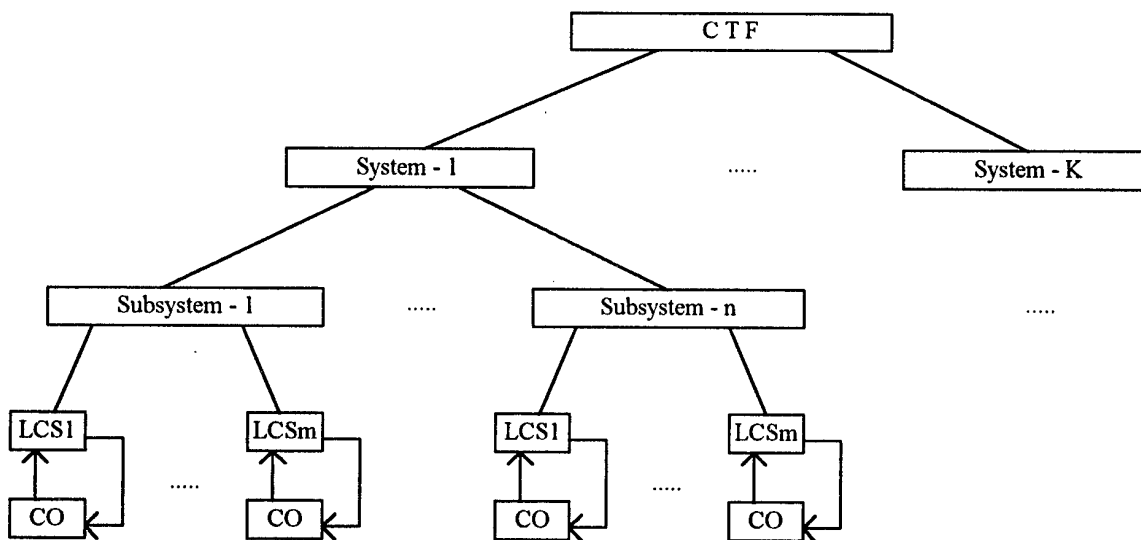 C T F
System - 1 ..... System - K
Subsystem - 1 ..... Subsystem - n .....
LCS1 LCSm LCS1 LCSm
..... .....
CO CO CO CO